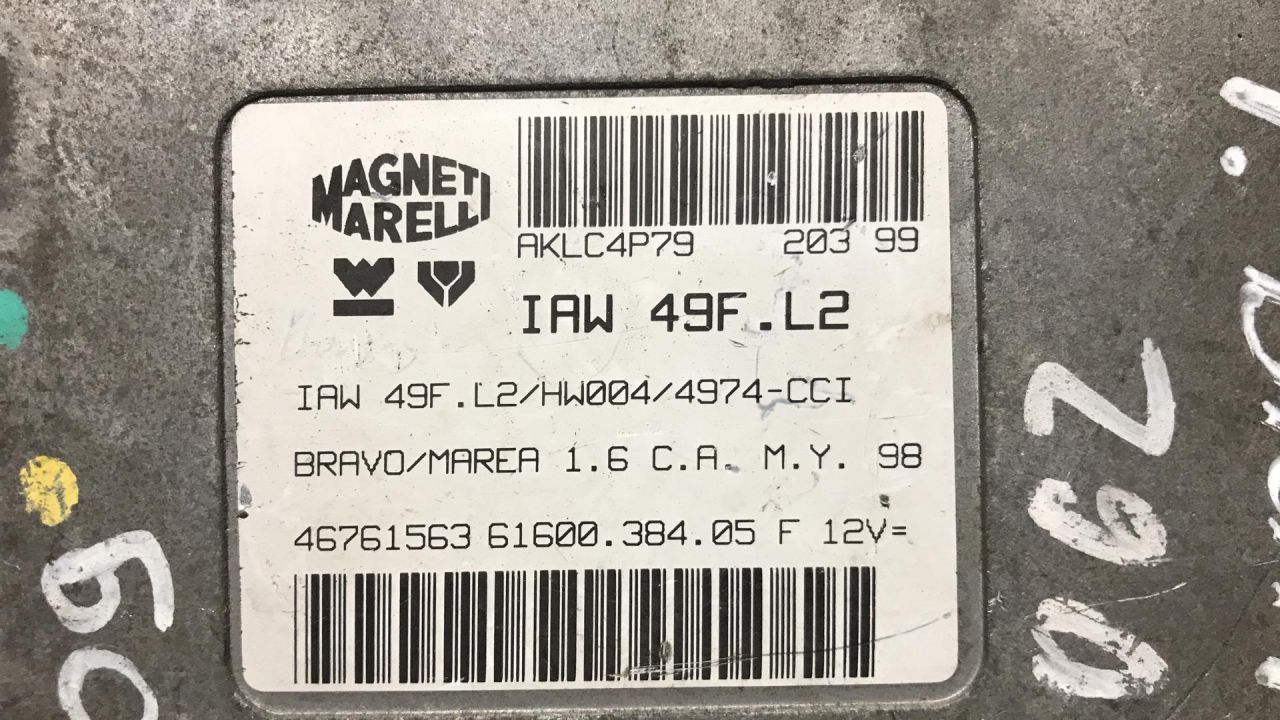 MAGNETI
MARELLI
AKLC4P79 203 99
IAW 49F.L2
IAW 49F.L2/HW004/4974-CCI
BRAVO/MAREA 1.6 C.A. M.Y. 98
46761563 61600.384.05 F 12V=